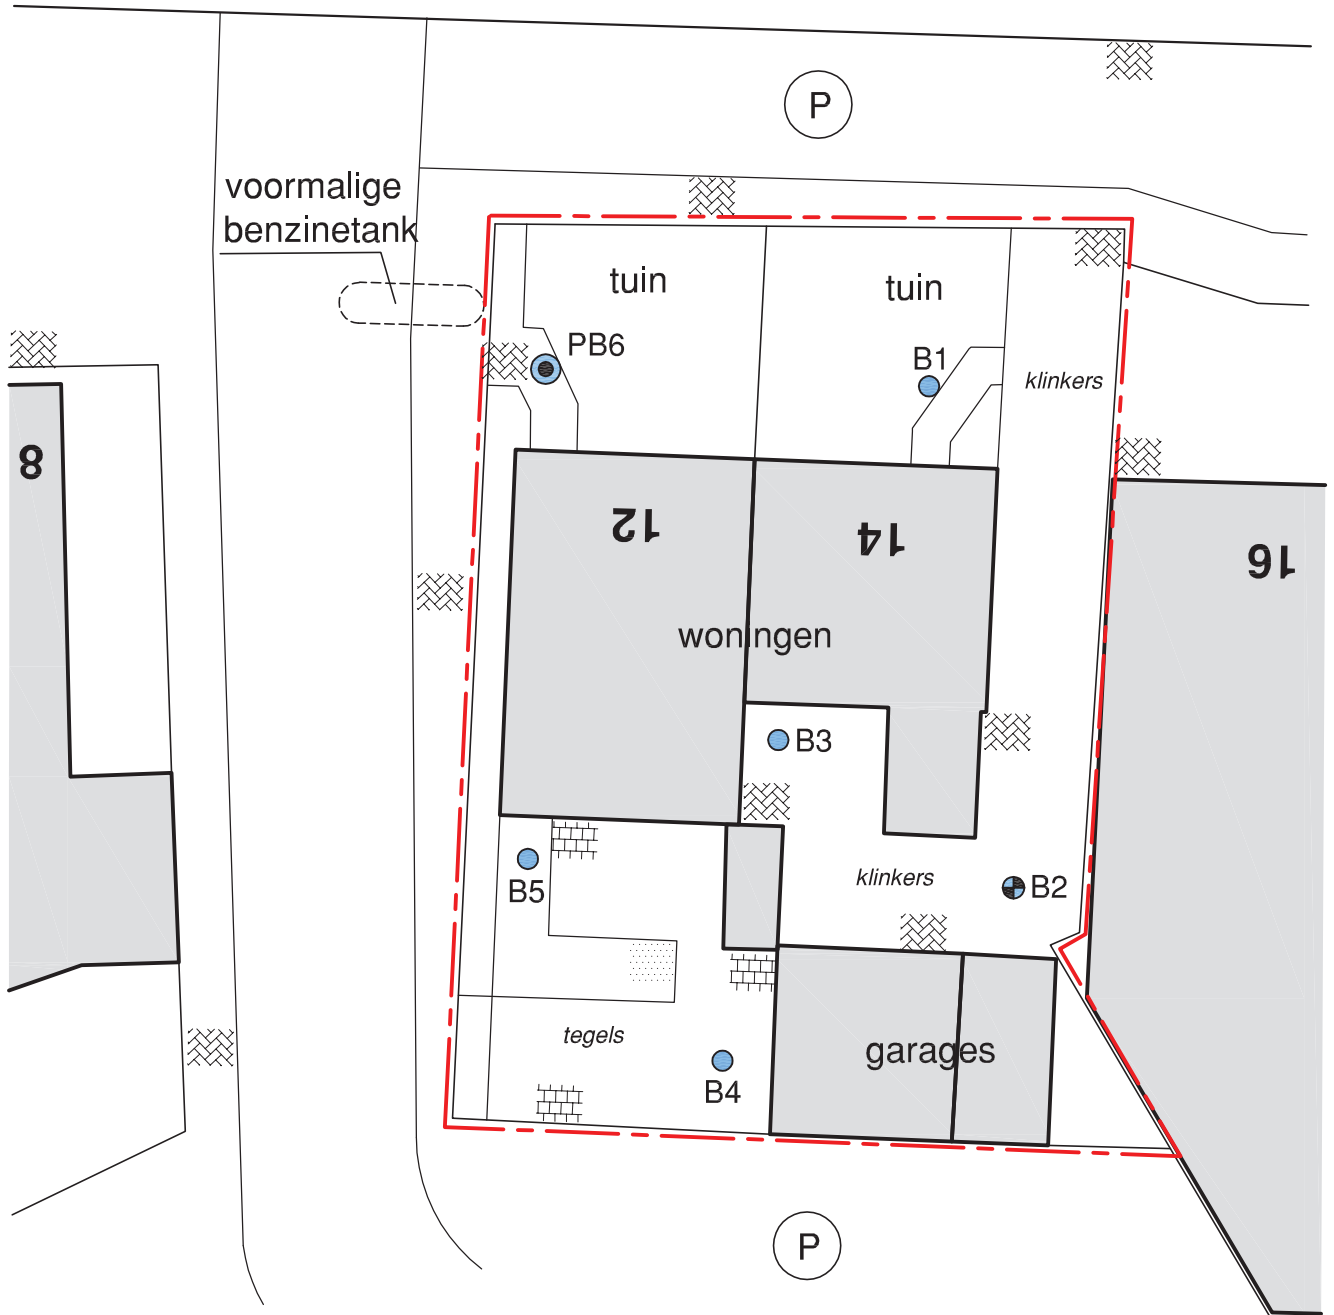 P
voormalige
benzinetank
tuin
tuin
PB6
B1
klinkers
8
12
14
16
woningen
B3
klinkers
B2
B5
tegels
garages
B4
P